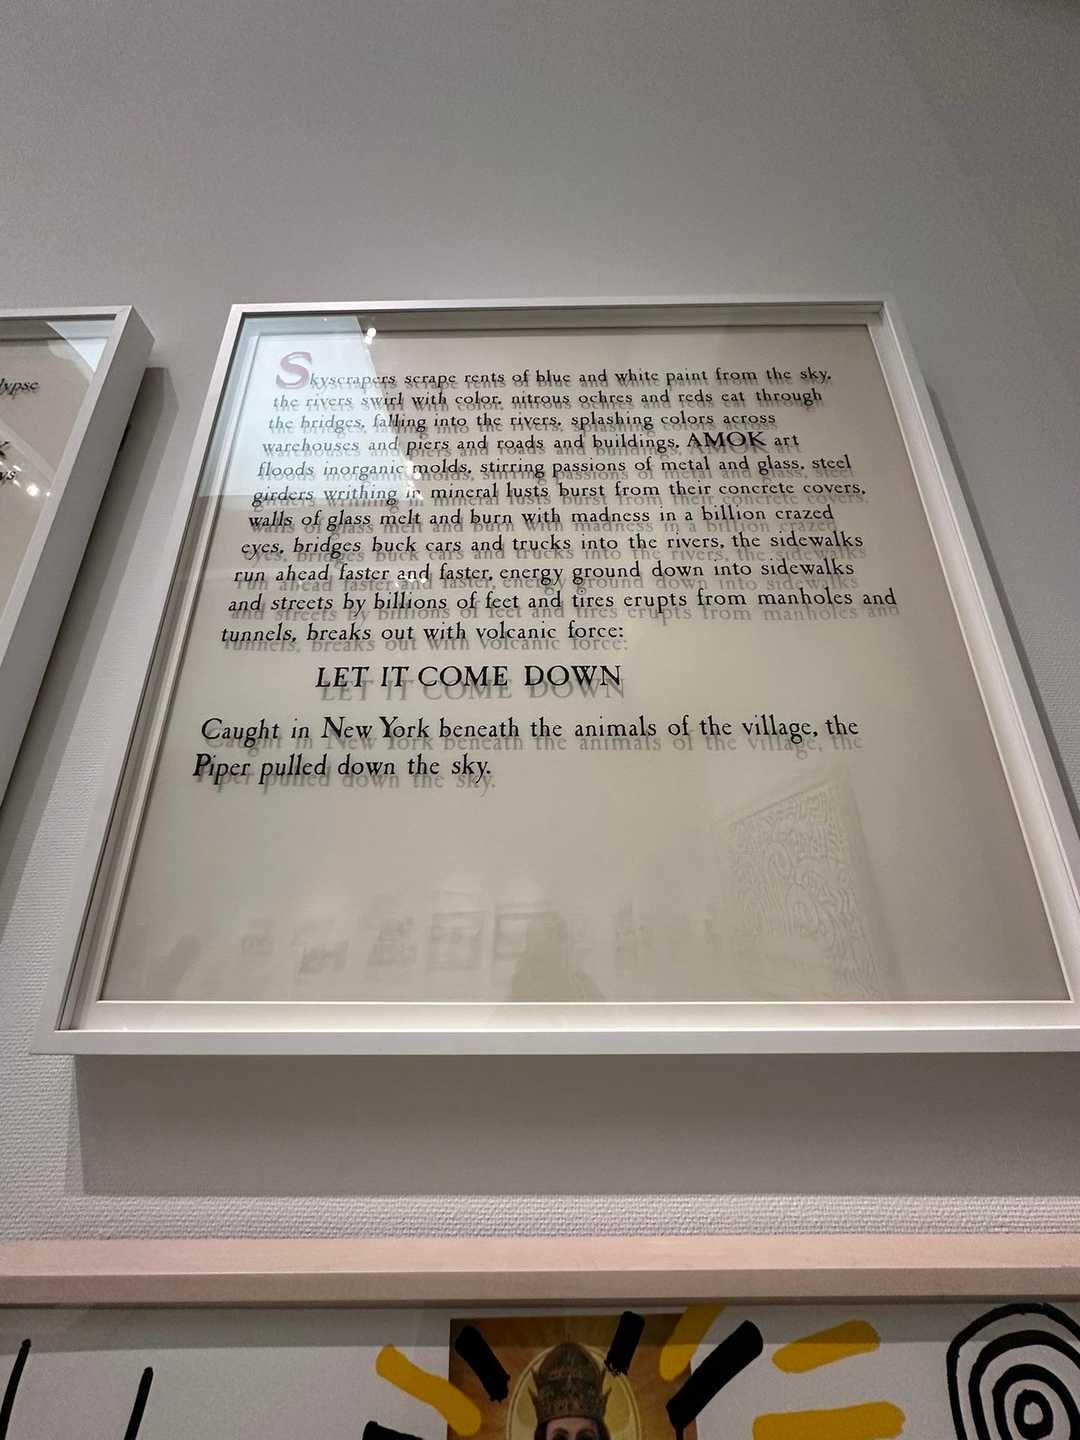 lypse
Skyscrapers scrape rents of blue and white paint from the sky,
the rivers swirl with color, nitrous ochres and reds eat through
the bridges, falling into the rivers, splashing colors across
warehouses and piers and roads and buildings, AMOK art
floods inorganic molds, stirring passions of metal and glass, steel
girders writhing in mineral lusts burst from their concrete covers,
walls of glass melt and burn with madness in a billion crazed
eyes, bridges buck cars and trucks into the rivers, the sidewalks
run ahead faster and faster, energy ground down into sidewalks
and streets by billions of feet and tires erupts from manholes and
tunnels, breaks out with volcanic force:
LET IT COME DOWN
Caught in New York beneath the animals of the village, the
Piper pulled down the sky.